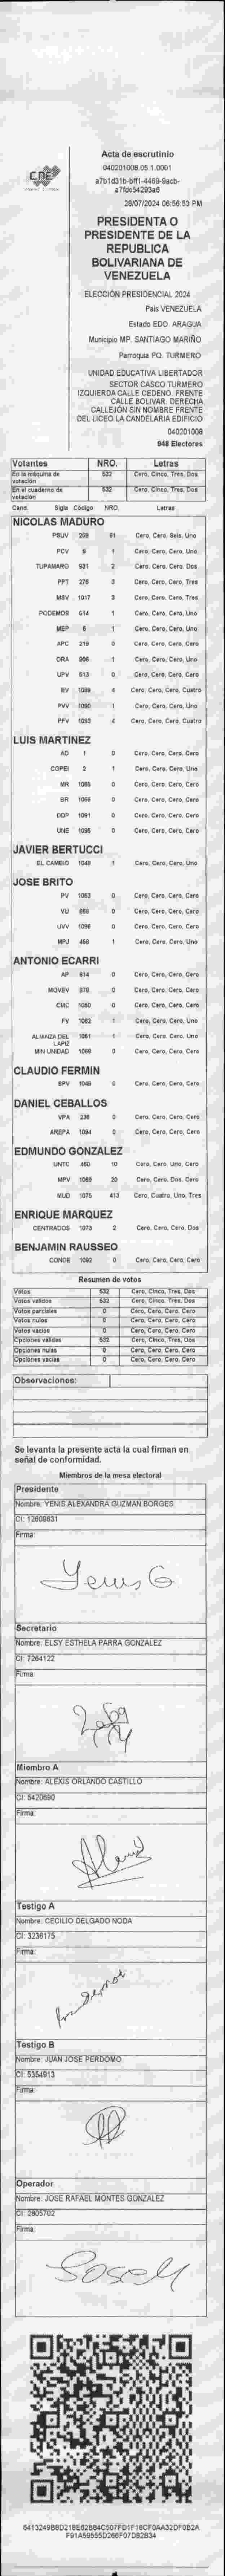 CNE
Acta de escrutinio
040201008.05.1.0001
a7b1d31b-bff1-4469-9acb-
a7fdc54293a6
28/07/2024 06:56:53 PM
PRESIDENTA O
PRESIDENTE DE LA
REPUBLICA
BOLIVARIANA DE
VENEZUELA
ELECCIÓN PRESIDENCIAL 2024
País VENEZUELA
Estado EDO. ARAGUA
Municipio MP. SANTIAGO MARIÑO
Parroquia PQ. TURMERO
UNIDAD EDUCATIVA LIBERTADOR
SECTOR CASCO TURMERO
IZQUIERDA CALLE CEDENO. FRENTE
CALLE BOLIVAR. DERECHA
CALLEJÓN SIN NOMBRE FRENTE
DEL LICEO LA CANDELARIA EDIFICIO
040201008
948 Electores
Votantes NRO. Letras
En la máquina de votación 532 Cero, Cinco, Tres, Dos
En el cuaderno de votación 532 Cero, Cinco, Tres, Dos
Cand. Sigla Código NRO. Letras
NICOLAS MADURO
PSUV 269 61 Cero, Cero, Seis, Uno
PCV 9 1 Cero, Cero, Cero, Uno
TUPAMARO 931 2 Cero, Cero, Cero, Dos
PPT 276 3 Cero, Cero, Cero, Tres
MSV 1017 3 Cero, Cero, Cero, Tres
PODEMOS 614 1 Cero, Cero, Cero, Uno
MEP 6 1 Cero, Cero, Cero, Uno
APC 219 0 Cero, Cero, Cero, Cero
DRA 906 1 Cero, Cero, Cero, Uno
UPV 613 0 Cero, Cero, Cero, Cero
EV 1089 4 Cero, Cero, Cero, Cuatro
PVV 1090 1 Cero, Cero, Cero, Uno
PFV 1093 4 Cero, Cero, Cero, Cuatro
LUIS MARTINEZ
AD 1 0 Cero, Cero, Cero, Cero
COPEI 2 1 Cero, Cero, Cero, Uno
MR 1065 0 Cero, Cero, Cero, Cero
BR 1066 0 Cero, Cero, Cero, Cero
DDP 1091 0 Cero, Cero, Cero, Cero
UNE 1095 0 Cero, Cero, Cero, Cero
JAVIER BERTUCCI
EL CAMBIO 1048 1 Cero, Cero, Cero, Uno
JOSE BRITO
PV 1063 0 Cero, Cero, Cero, Cero
VU 0 Cero, Cero, Cero, Cero
UVV 1096 0 Cero, Cero, Cero, Cero
MPJ 458 1 Cero, Cero, Cero, Uno
ANTONIO ECARRI
AP 914 0 Cero, Cero, Cero, Cero
MOVEV 978 0 Cero, Cero, Cero, Cero
CMC 1080 0 Cero, Cero, Cero, Cero
FV 1082 1 Cero, Cero, Cero, Uno
ALIANZA DEL LAPIZ 1061 1 Cero, Cero, Cero, Uno
MIN UNIDAD 1069 0 Cero, Cero, Cero, Cero
CLAUDIO FERMIN
SPV 1045 0 Cero, Cero, Cero, Cero
DANIEL CEBALLOS
VPA 236 0 Cero, Cero, Cero, Cero
AREPA 1094 0 Cero, Cero, Cero, Cero
EDMUNDO GONZALEZ
UNTC 460 10 Cero, Cero, Uno, Cero
MPV 1069 20 Cero, Cero, Dos, Cero
MUD 1075 413 Cero, Cuatro, Uno, Tres
ENRIQUE MARQUEZ
CENTRADOS 1073 2 Cero, Cero, Cero, Dos
BENJAMIN RAUSSEO
CONDE 1092 0 Cero, Cero, Cero, Cero
Resumen de votos
Votos 532 Cero, Cinco, Tres, Dos
Votos validos 532 Cero, Cinco, Tres, Dos
Votos parciales 0 Cero, Cero, Cero, Cero
Votos nulos 0 Cero, Cero, Cero, Cero
Votos vacios 0 Cero, Cero, Cero, Cero
Opciones validas 532 Cero, Cinco, Tres, Dos
Opciones nulas 0 Cero, Cero, Cero, Cero
Opciones vacias 0 Cero, Cero, Cero, Cero
Observaciones:
Se levanta la presente acta la cual firman en
señal de conformidad.
Miembros de la mesa electoral
Presidente
Nombre: YENIS ALEXANDRA GUZMAN BORGES
CI: 12609631
Firma:
Yenis G
Secretario
Nombre: ELSY ESTHELA PARRA GONZALEZ
CI: 7264122
Firma:
Miembro A
Nombre: ALEXIS ORLANDO CASTILLO
CI: 5420690
Firma:
Testigo A
Nombre: CECILIO DELGADO NODA
CI: 3236175
Firma:
Testigo B
Nombre: JUAN JOSE PERDOMO
CI: 5354913
Firma:
Operador
Nombre: JOSE RAFAEL MONTES GONZALEZ
CI: 2805702
Firma:
6413249B8D218E62B84C507FD1F18CF0AA32DF0B2A
F91A59555D266F07D82B34